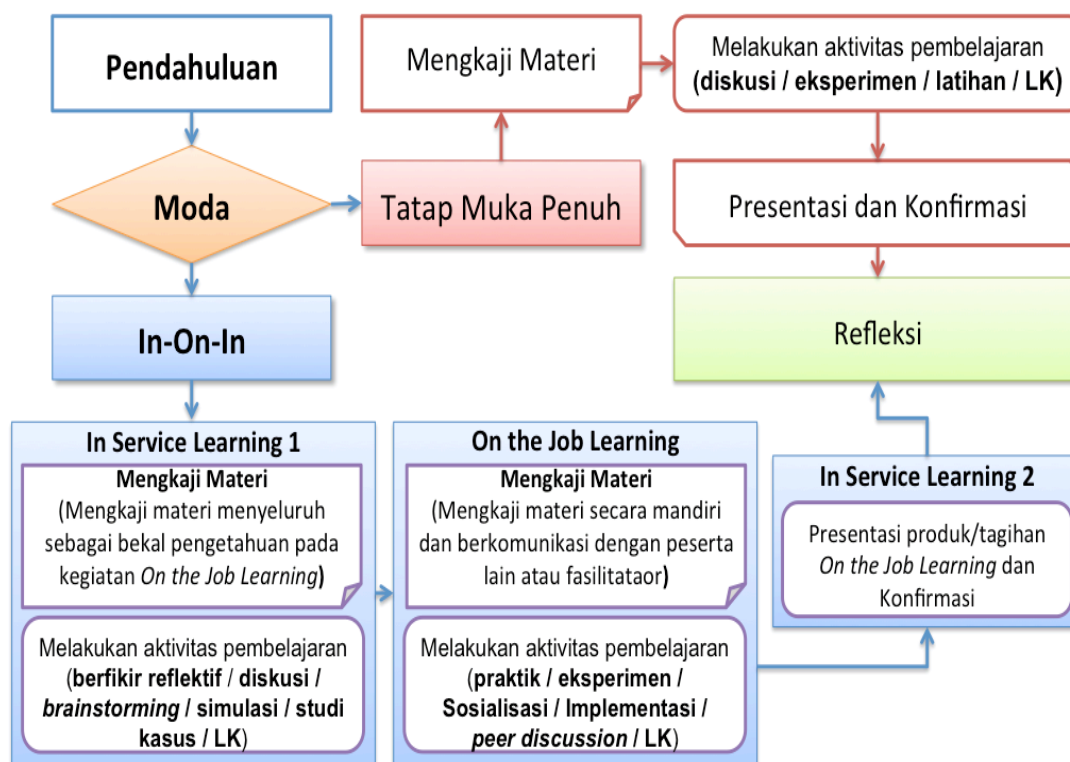 Pendahuluan
Moda
Tatap Muka Penuh
Mengkaji Materi
Melakukan aktivitas pembelajaran
(diskusi / eksperimen / latihan / LK)
Presentasi dan Konfirmasi
Refleksi
In-On-In
In Service Learning 1
Mengkaji Materi
(Mengkaji materi menyeluruh
sebagai bekal pengetahuan pada
kegiatan On the Job Learning)
Melakukan aktivitas pembelajaran
(berfikir reflektif / diskusi /
brainstorming / simulasi / studi
kasus / LK)
On the Job Learning
Mengkaji Materi
(Mengkaji materi secara mandiri
dan berkomunikasi dengan peserta
lain atau fasilitataor)
Melakukan aktivitas pembelajaran
(praktik / eksperimen /
Sosialisasi / Implementasi /
peer discussion / LK)
In Service Learning 2
Presentasi produk/tagihan
On the Job Learning dan
Konfirmasi